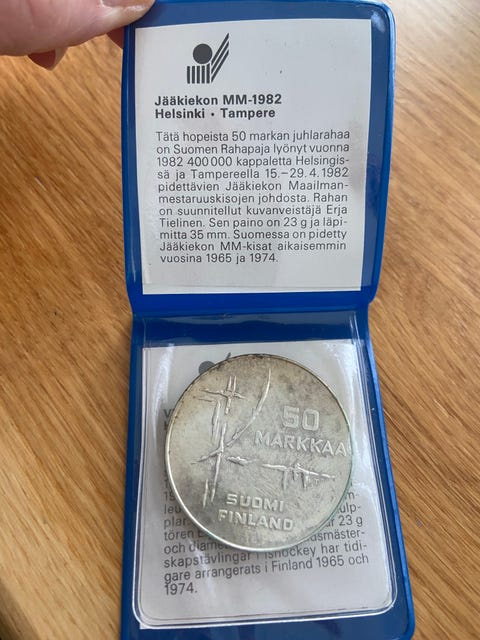 Jääkiekon MM-1982
Helsinki · Tampere
Tätä hopeista 50 markan juhlarahaa
on Suomen Rahapaja lyönyt vuonna
1982 400 000 kappaletta Helsingis-
sä ja Tampereella 15.–29.4.1982
pidettävien Jääkiekon Maailman-
mestaruuskisojen johdosta. Rahan
on suunnitellut kuvanveistäjä Erja
Tielinen. Sen paino on 23 g ja läpi-
mitta 35 mm. Suomessa on pidetty
Jääkiekon MM-kisat aikaisemmin
vuosina 1965 ja 1974.
50
MARKKAA
SUOMI
FINLAND
23 g
och
skapstävlingar i ishockey har tidi-
gare arrangerats i Finland 1965 och
1974.